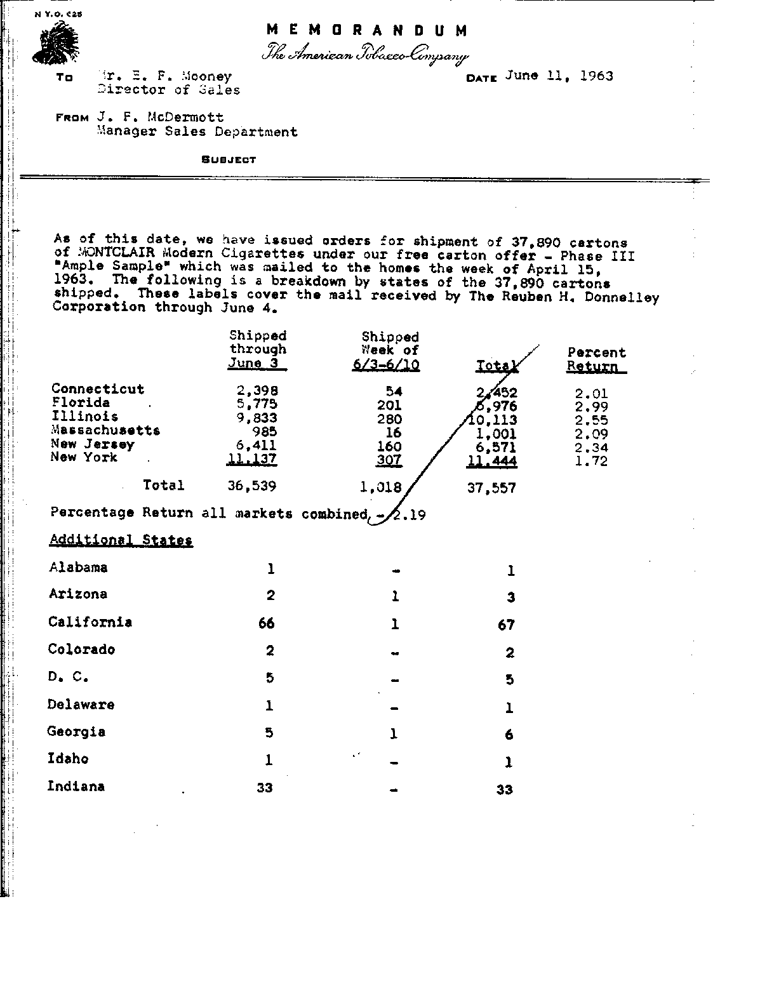 N Y.O. C25
MEMORANDUM
The American Tobacco Company
To Mr. E. F. Mooney DATE June 11, 1963
Director of Sales
FROM J. F. McDermott
Manager Sales Department
SUBJECT
As of this date, we have issued orders for shipment of 37,890 cartons
of MONTCLAIR Modern Cigarettes under our free carton offer - Phase III
"Ample Sample" which was mailed to the homes the week of April 15,
1963. The following is a breakdown by states of the 37,890 cartons
shipped. These labels cover the mail received by The Reuben H. Donnelley
Corporation through June 4.
Shipped Shipped
through Week of Percent
June 3 6/3-6/10 Total Return
Connecticut 2,398 54 2,452 2.01
Florida 5,775 201 5,976 2.99
Illinois 9,833 280 10,113 2.55
Massachusetts 985 16 1,001 2.09
New Jersey 6,411 160 6,571 2.34
New York 11,137 307 11,444 1.72
Total 36,539 1,018 37,557
Percentage Return all markets combined - 2.19
Additional States
Alabama 1 - 1
Arizona 2 1 3
California 66 1 67
Colorado 2 - 2
D. C. 5 - 5
Delaware 1 - 1
Georgia 5 1 6
Idaho 1 - 1
Indiana 33 - 33